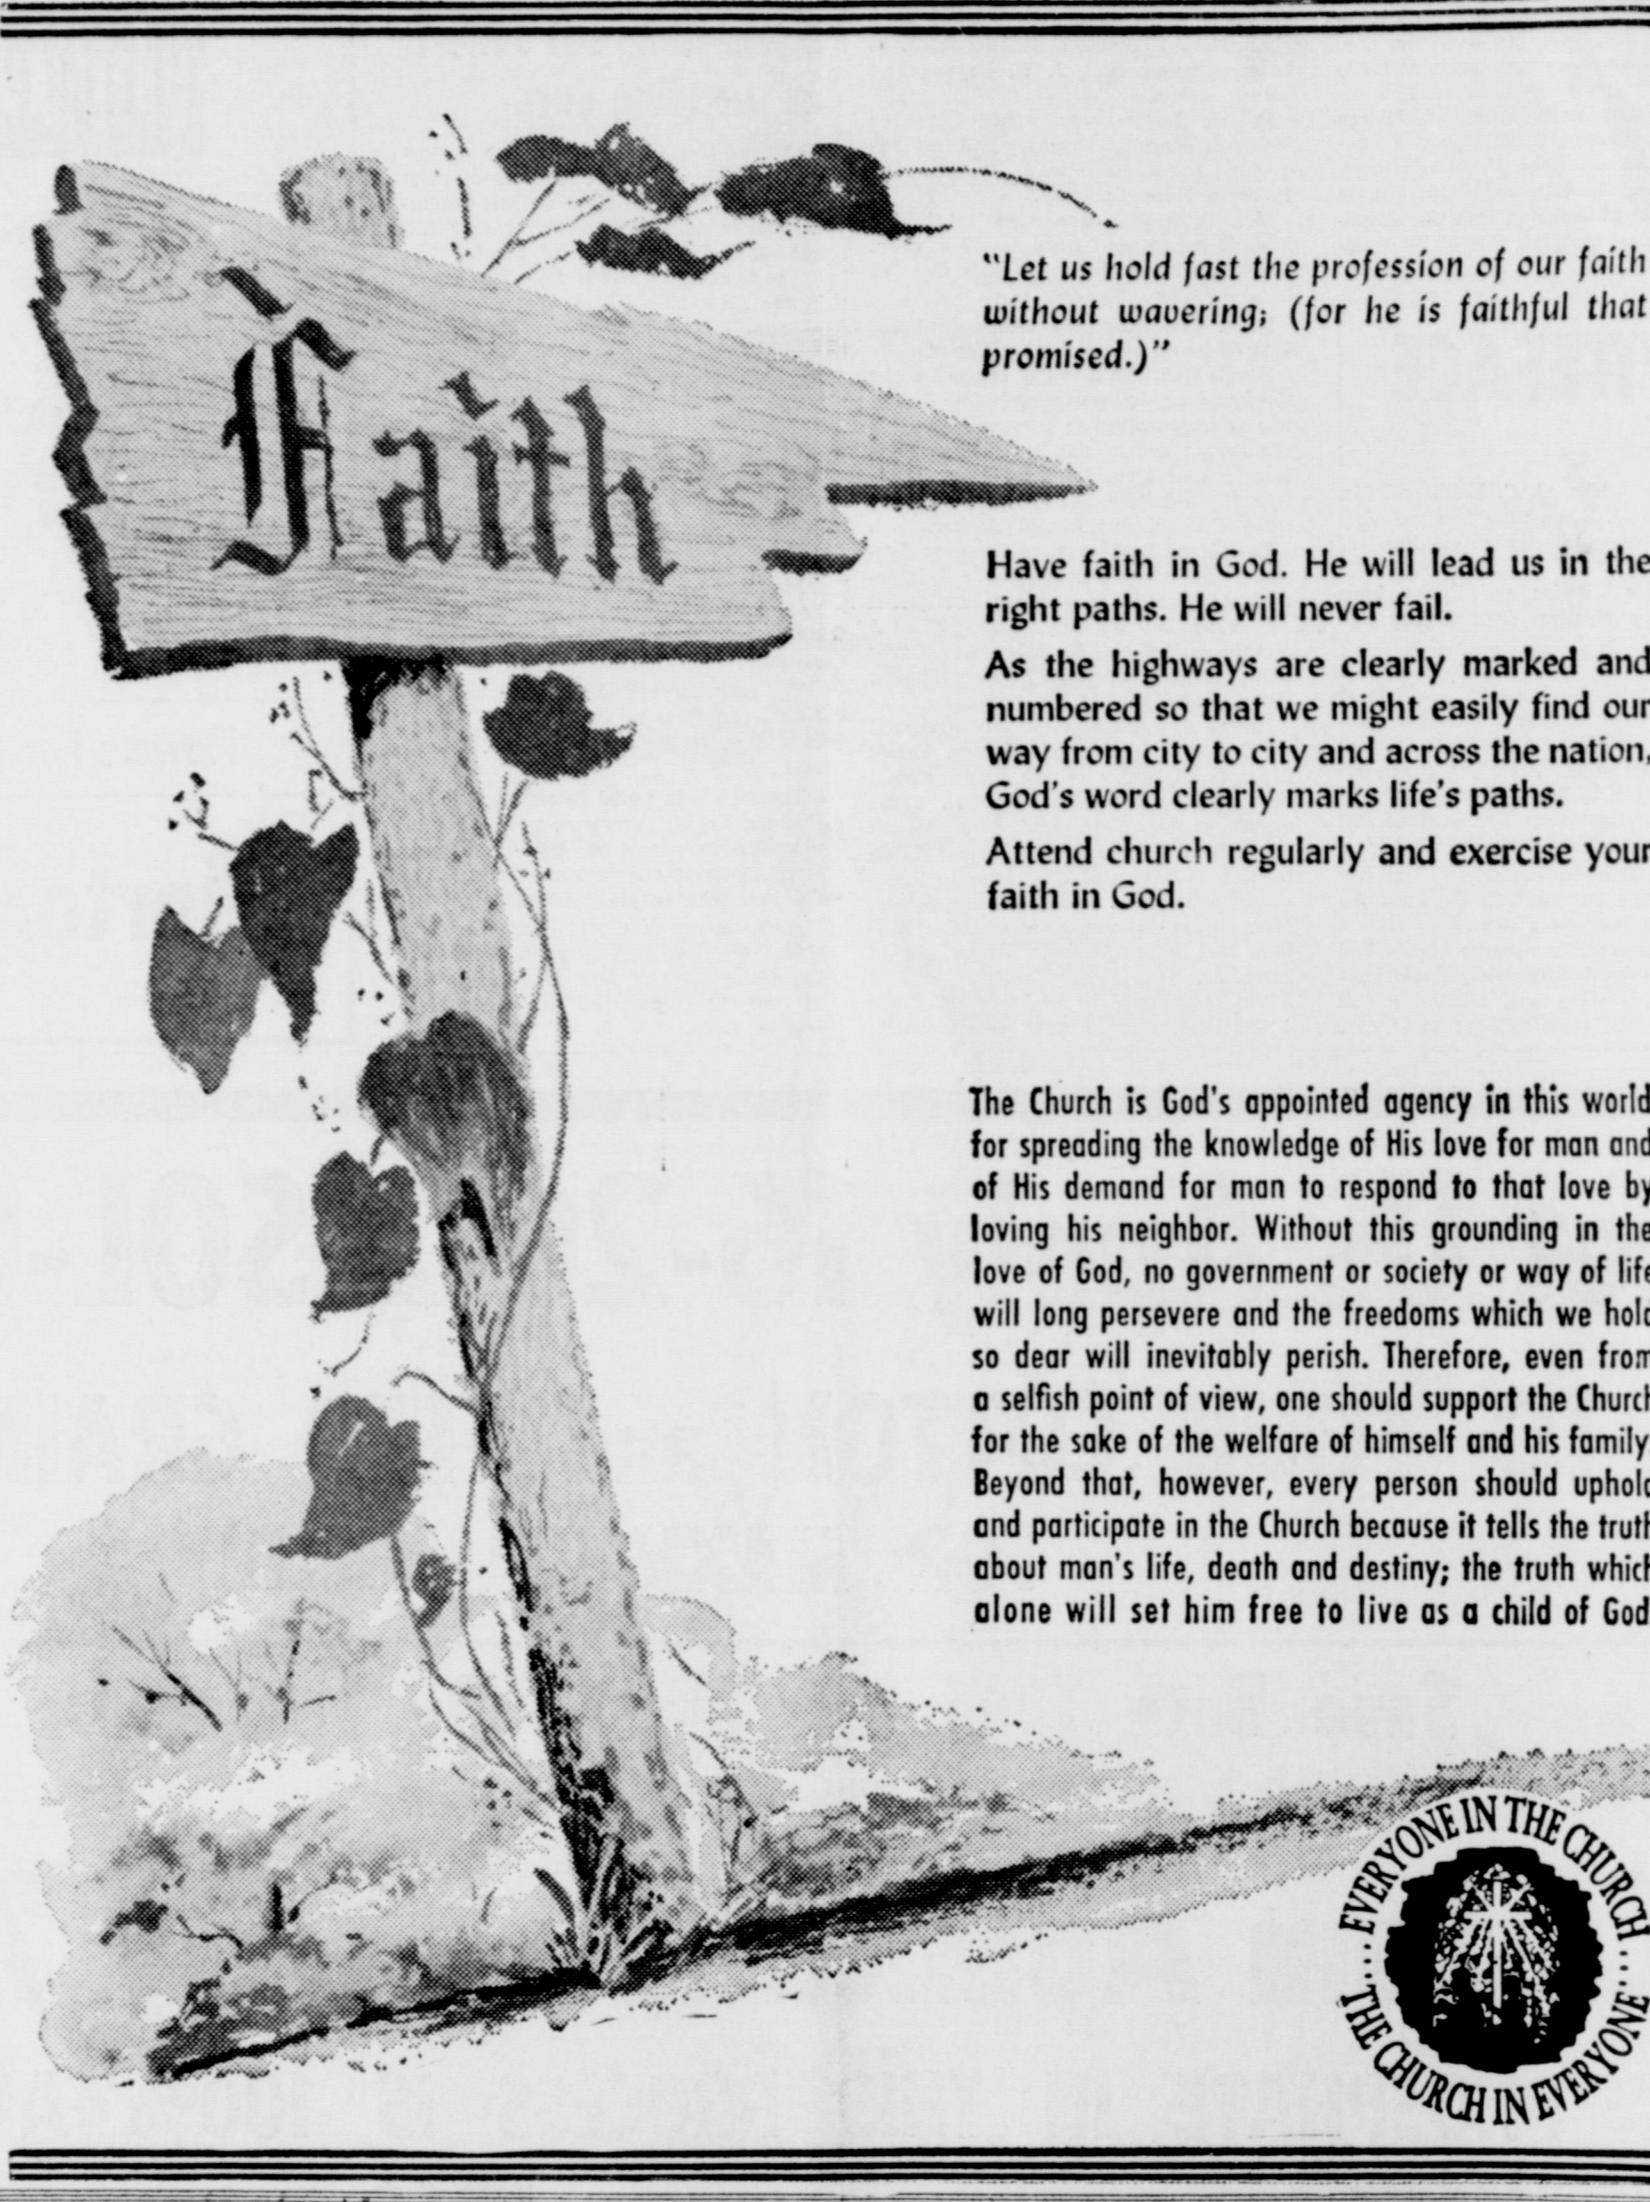 Faith
"Let us hold fast the profession of our faith
without wavering; (for he is faithful that
promised.)"
Have faith in God. He will lead us in the
right paths. He will never fail.
As the highways are clearly marked and
numbered so that we might easily find our
way from city to city and across the nation,
God's word clearly marks life's paths.
Attend church regularly and exercise your
faith in God.
The Church is God's appointed agency in this world
for spreading the knowledge of His love for man and
of His demand for man to respond to that love by
loving his neighbor. Without this grounding in the
love of God, no government or society or way of life
will long persevere and the freedoms which we hold
so dear will inevitably perish. Therefore, even from
a selfish point of view, one should support the Church
for the sake of the welfare of himself and his family
Beyond that, however, every person should uphold
and participate in the Church because it tells the truth
about man's life, death and destiny; the truth which
alone will set him free to live as a child of God
EVERYONE IN THE CHURCH...
THE CHURCH IN EVERYONE...